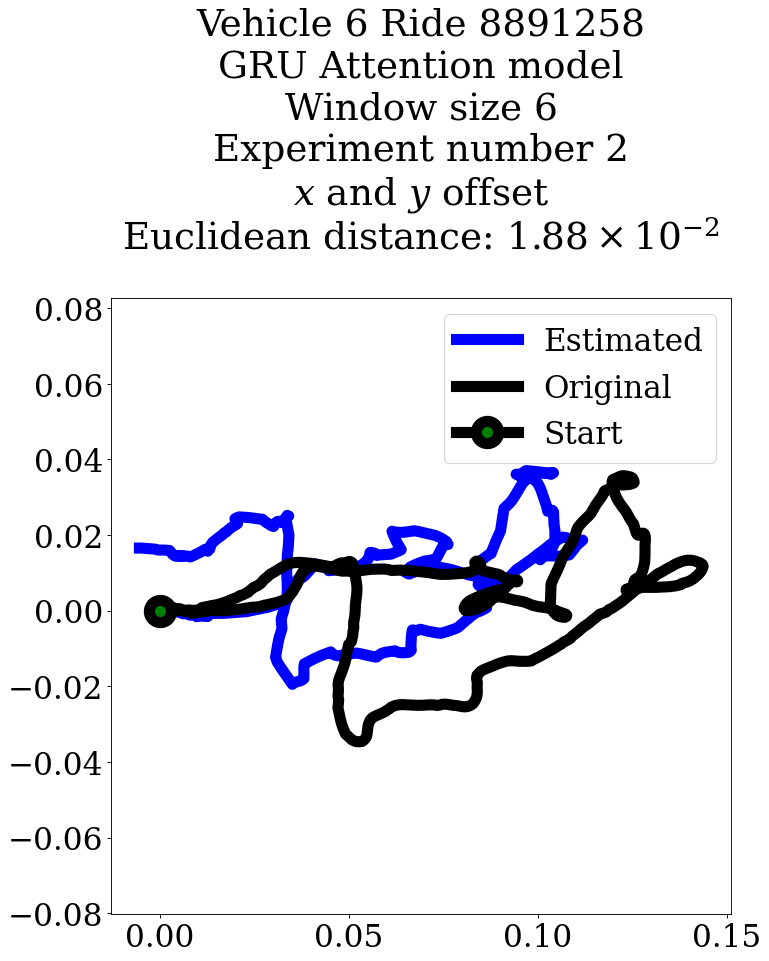 Vehicle 6 Ride 8891258
GRU Attention model
Window size 6
Experiment number 2
x and y offset
Euclidean distance: 1.88 × 10⁻²
Estimated
Original
Start
0.08
0.06
0.04
0.02
0.00
−0.02
−0.04
−0.06
−0.08
0.00 0.05 0.10 0.15